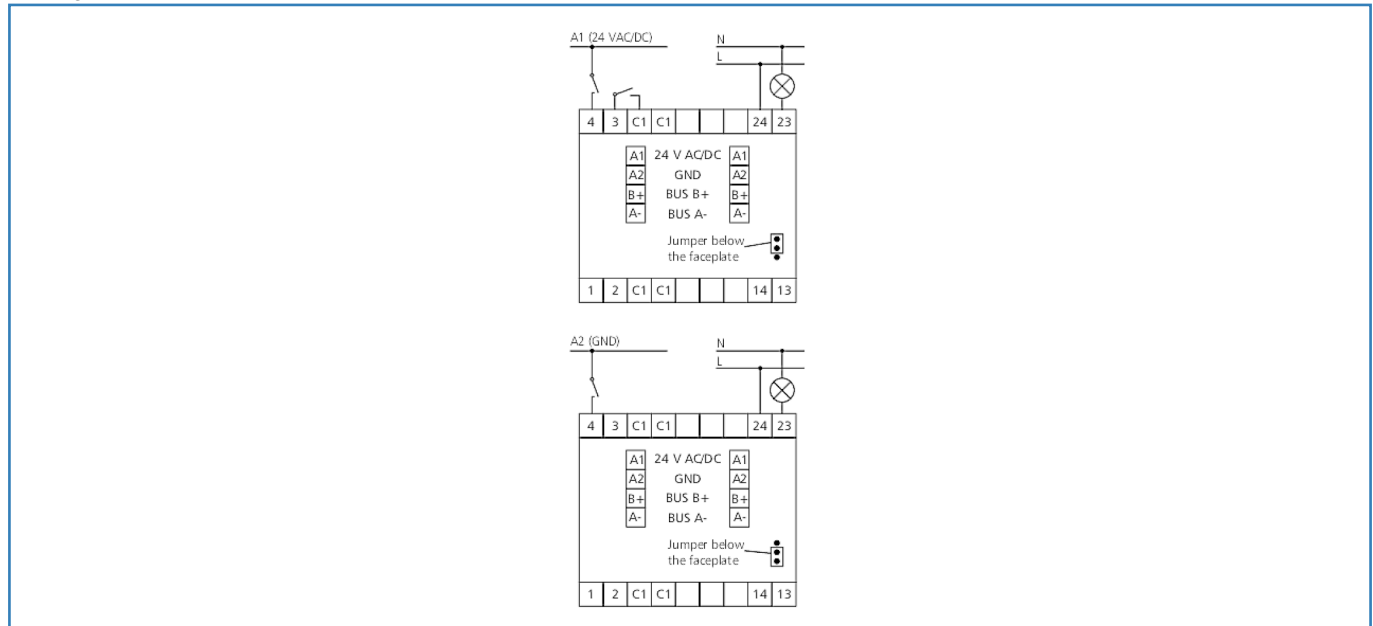 A1 (24 VAC/DC)
N
L
4 3 C1 C1 24 23
A1 24 V AC/DC A1
A2 GND A2
B+ BUS B+ B+
A- BUS A- A-
Jumper below
the faceplate
1 2 C1 C1 14 13
A2 (GND)
N
L
4 3 C1 C1 24 23
A1 24 V AC/DC A1
A2 GND A2
B+ BUS B+ B+
A- BUS A- A-
Jumper below
the faceplate
1 2 C1 C1 14 13